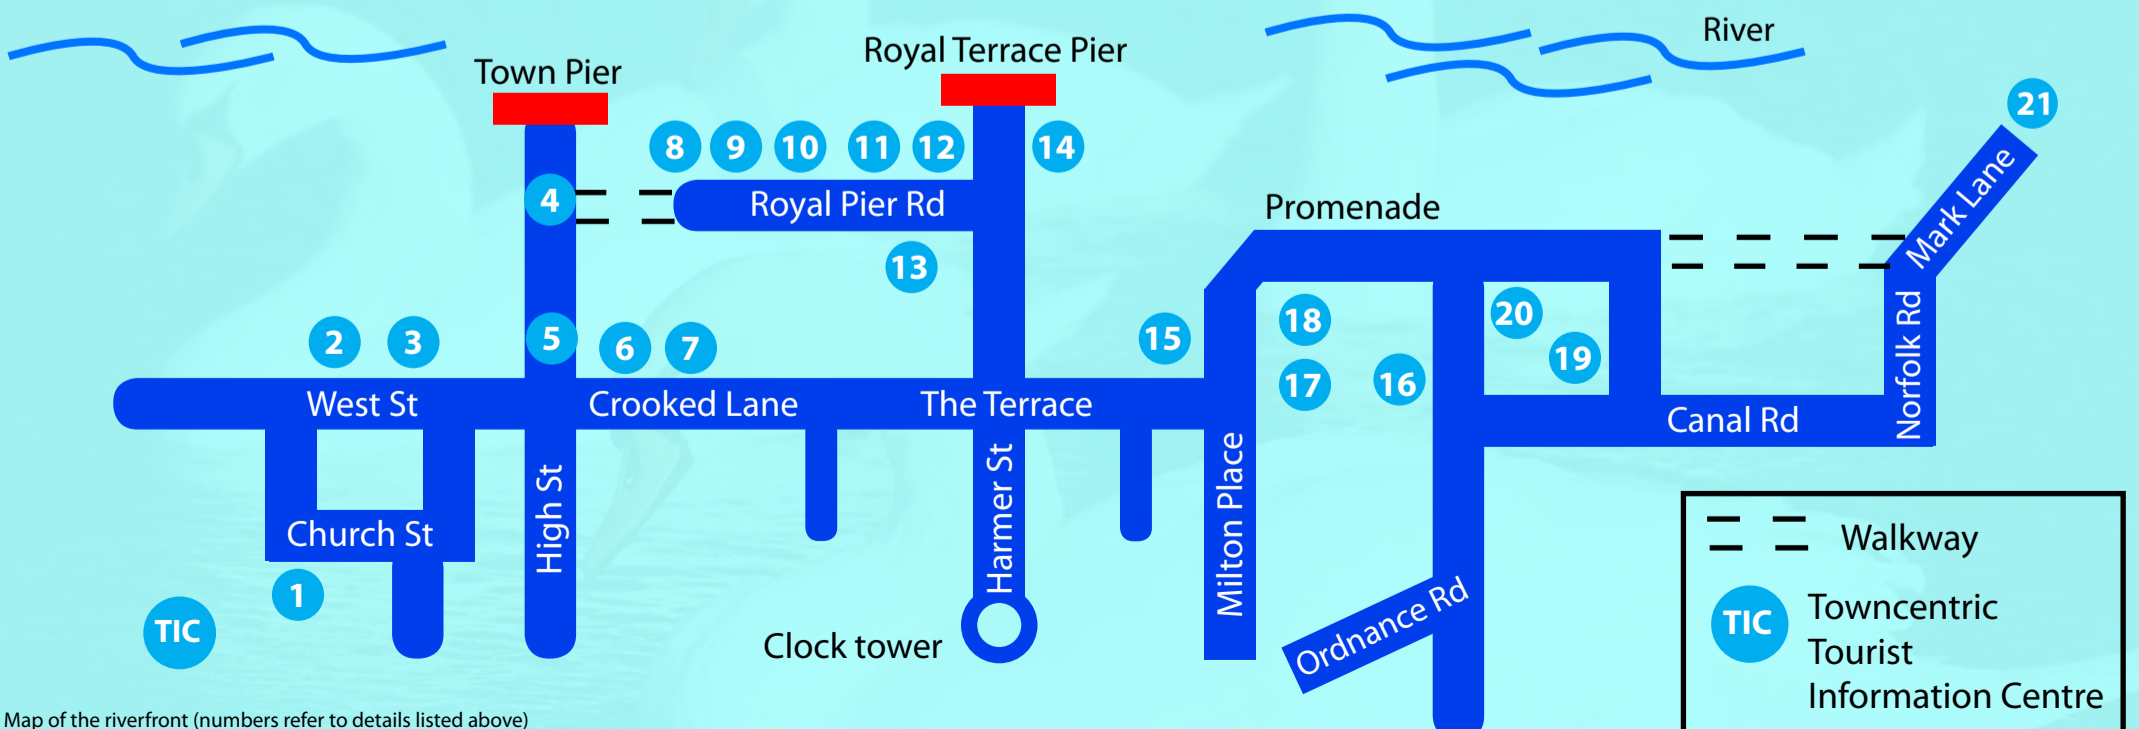 River
Town Pier
Royal Terrace Pier
21
8
9
10
11
12
14
4
Royal Pier Rd
Promenade
Mark Lane
13
2
3
5
6
7
15
18
17
16
20
19
West St
Crooked Lane
The Terrace
Canal Rd
Norfolk Rd
Church St
High St
Harmer St
Milton Place
Ordnance Rd
1
TIC
Clock tower
Walkway
TIC
Towncentric
Tourist
Information Centre
Map of the riverfront (numbers refer to details listed above)